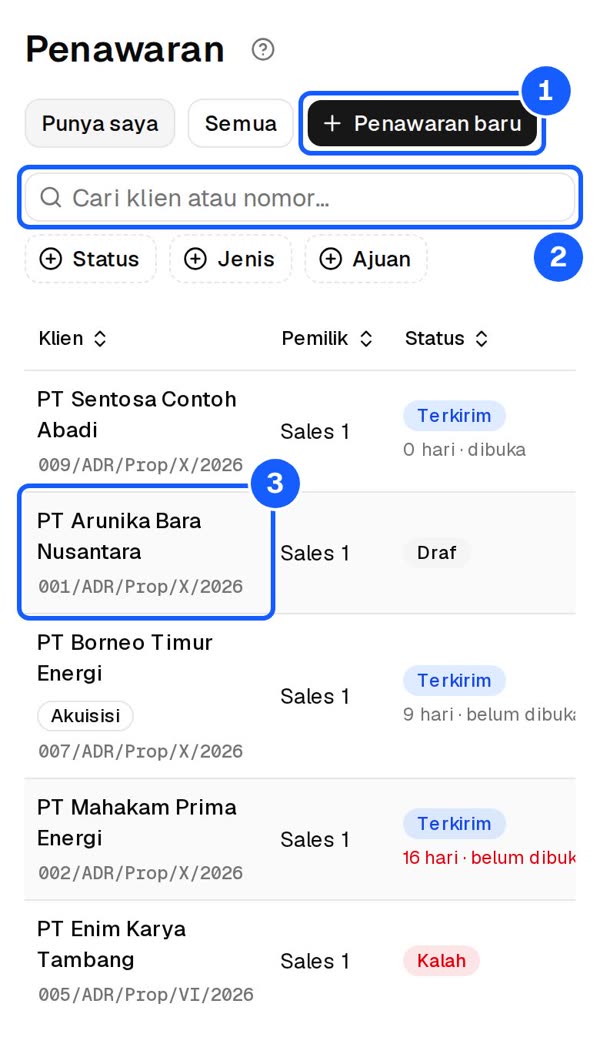 Penawaran ?
1
Punya saya Semua + Penawaran baru
Cari klien atau nomor...
Status Jenis Ajuan 2
Klien Pemilik Status
PT Sentosa Contoh Abadi
009/ADR/Prop/X/2026
Sales 1
Terkirim
0 hari · dibuka
3
PT Arunika Bara
Nusantara
001/ADR/Prop/X/2026
Sales 1
Draf
PT Borneo Timur
Energi
Akuisisi
007/ADR/Prop/X/2026
Sales 1
Terkirim
9 hari · belum dibuka
PT Mahakam Prima
Energi
002/ADR/Prop/X/2026
Sales 1
Terkirim
16 hari · belum dibuk
PT Enim Karya
Tambang
005/ADR/Prop/VI/2026
Sales 1
Kalah